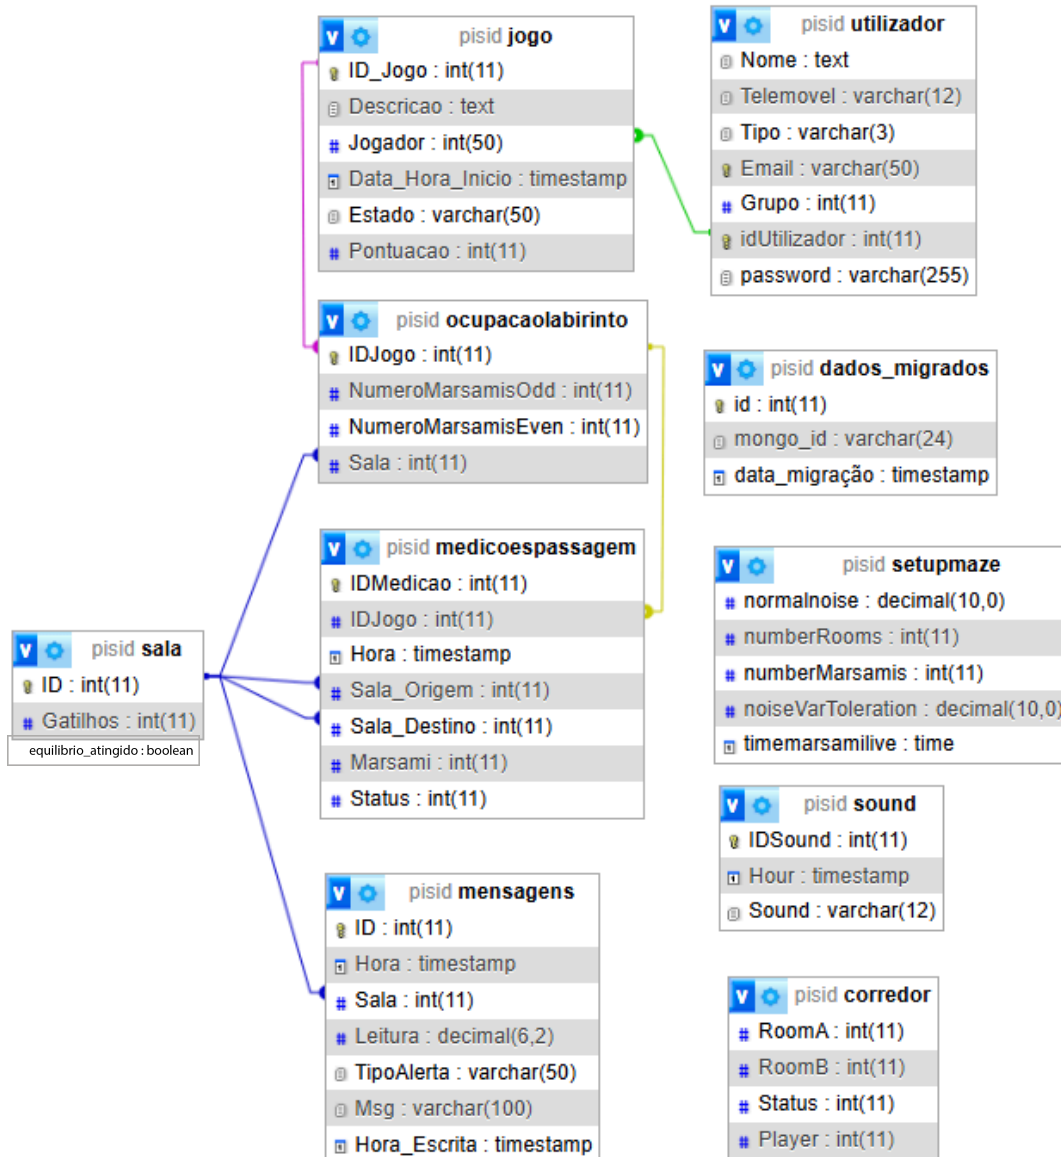 pisid jogo
ID_Jogo : int(11)
Descricao : text
Jogador : int(50)
Data_Hora_Inicio : timestamp
Estado : varchar(50)
Pontuacao : int(11)
pisid utilizador
Nome : text
Telemovel : varchar(12)
Tipo : varchar(3)
Email : varchar(50)
Grupo : int(11)
idUtilizador : int(11)
password : varchar(255)
pisid ocupacaolabirinto
IDJogo : int(11)
NumeroMarsamisOdd : int(11)
NumeroMarsamisEven : int(11)
Sala : int(11)
pisid dados_migrados
id : int(11)
mongo_id : varchar(24)
data_migração : timestamp
pisid medicoespassagem
IDMedicao : int(11)
IDJogo : int(11)
Hora : timestamp
Sala_Origem : int(11)
Sala_Destino : int(11)
Marsami : int(11)
Status : int(11)
pisid setupmaze
normalnoise : decimal(10,0)
numberRooms : int(11)
numberMarsamis : int(11)
noiseVarToleration : decimal(10,0)
timemarsamilive : time
pisid sala
ID : int(11)
Gatilhos : int(11)
equilibrio_atingido : boolean
pisid sound
IDSound : int(11)
Hour : timestamp
Sound : varchar(12)
pisid mensagens
ID : int(11)
Hora : timestamp
Sala : int(11)
Leitura : decimal(6,2)
TipoAlerta : varchar(50)
Msg : varchar(100)
Hora_Escrita : timestamp
pisid corredor
RoomA : int(11)
RoomB : int(11)
Status : int(11)
Player : int(11)